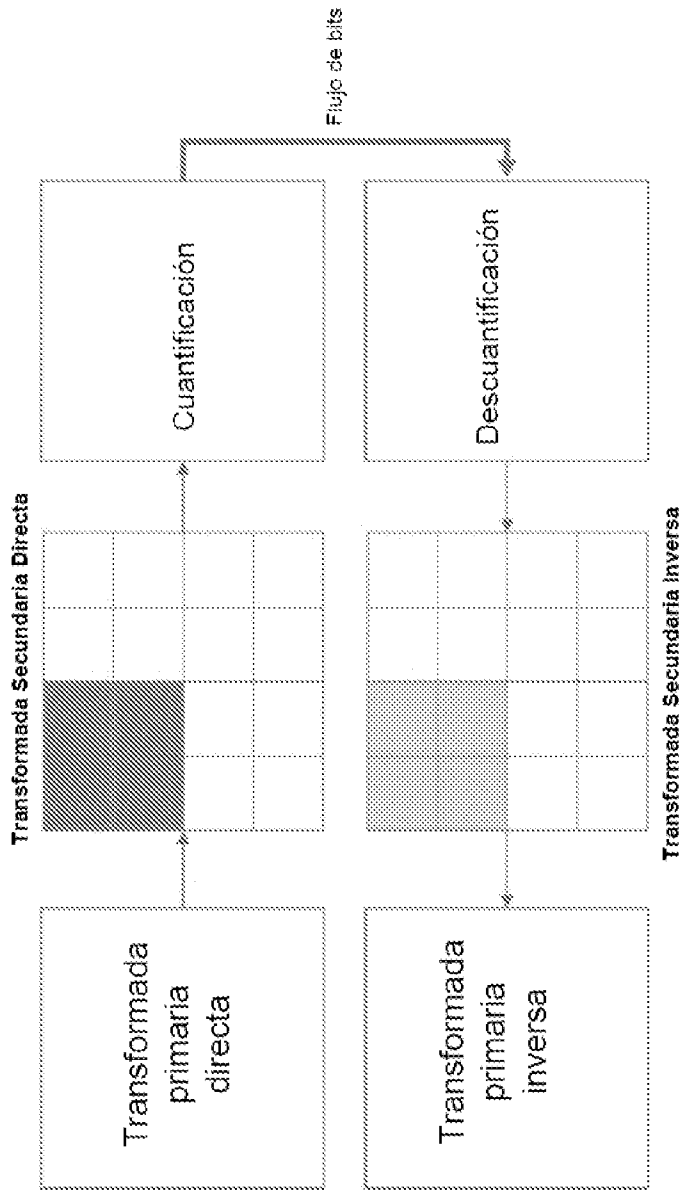 Transformada Secundaria Directa
Transformada
primaria
directa
Cuantificación
Flujo de bits
Transformada
primaria
inversa
Descuantificación
Transformada Secundaria Inversa